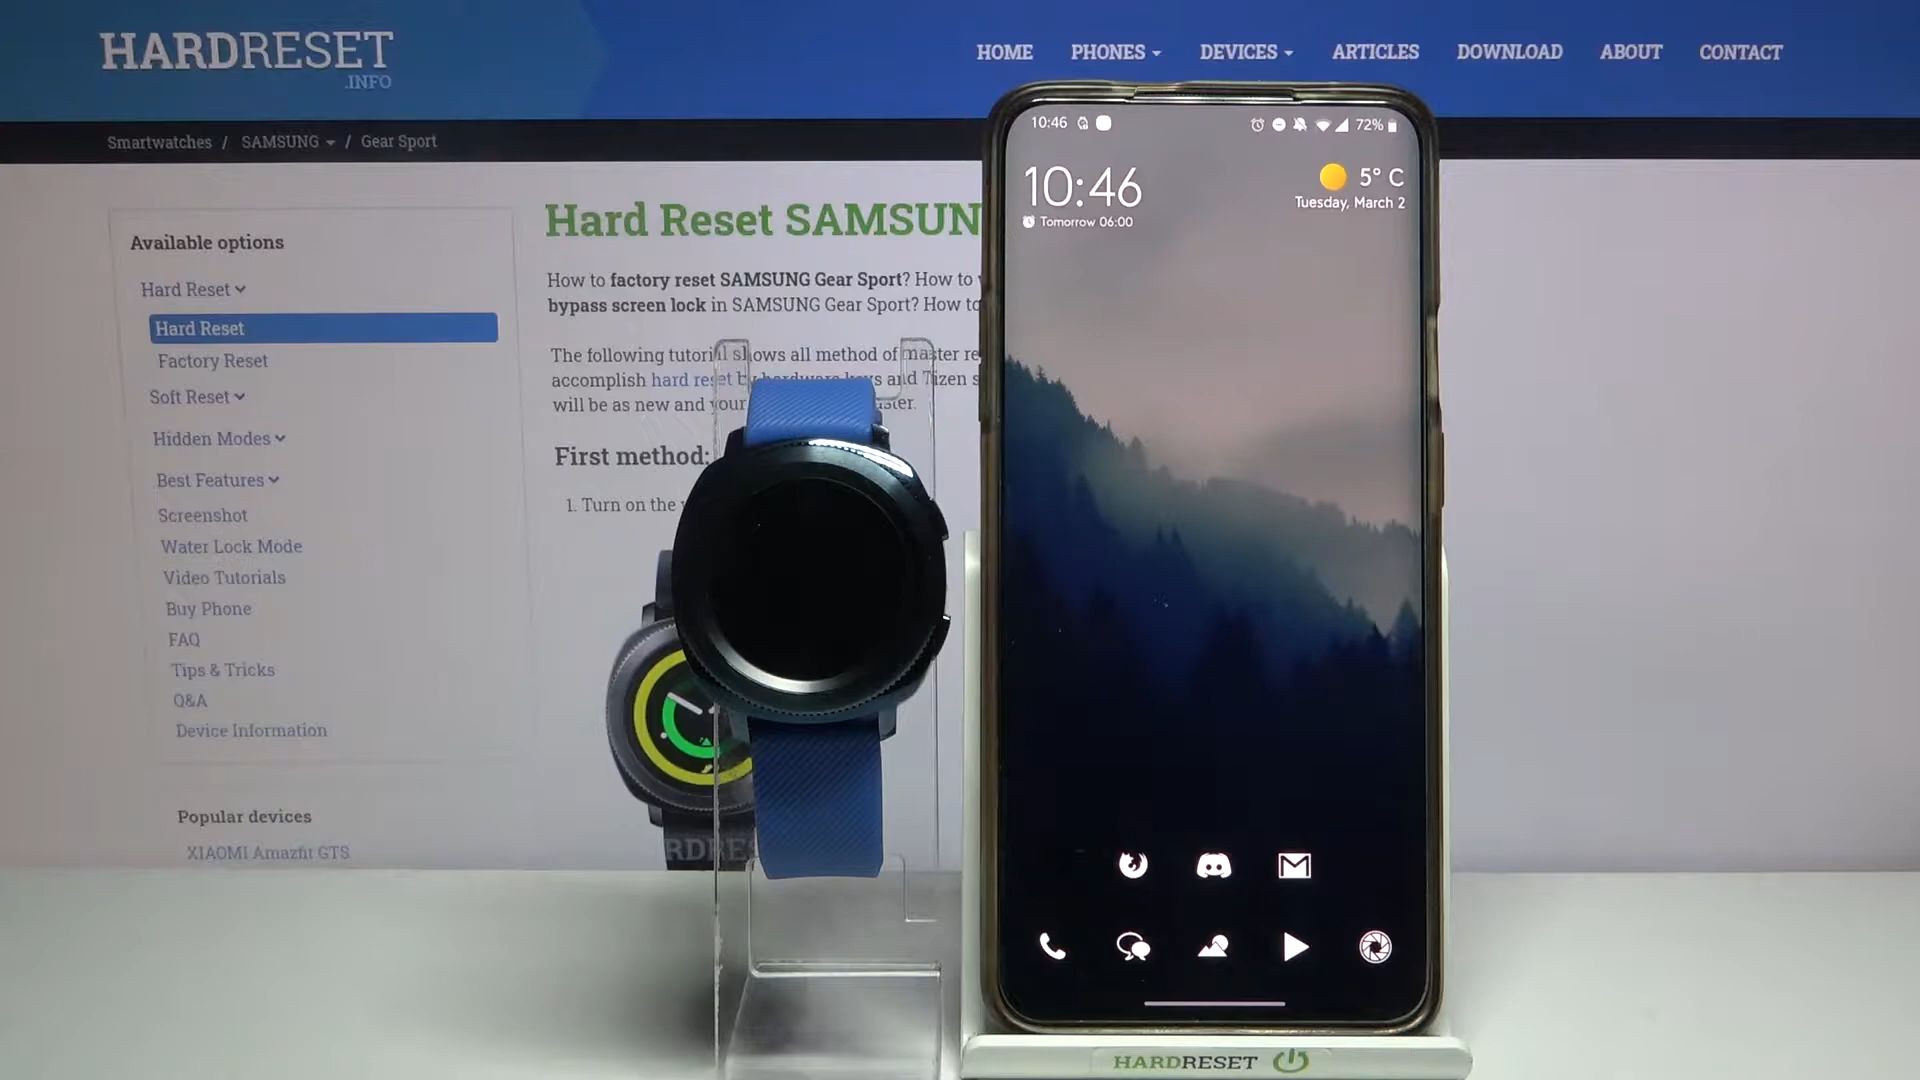 HARDRESET
.INFO
HOME PHONES DEVICES ARTICLES DOWNLOAD ABOUT CONTACT
Smartwatches / SAMSUNG / Gear Sport
Available options
Hard Reset
Hard Reset
Factory Reset
Soft Reset
Hidden Modes
Best Features
Screenshot
Water Lock Mode
Video Tutorials
Buy Phone
FAQ
Tips & Tricks
Q&A
Device Information
Popular devices
XIAOMI Amazfit GTS
Hard Reset SAMSUN
How to factory reset SAMSUNG Gear Sport? How to
bypass screen lock in SAMSUNG Gear Sport? How to
The following tutorial shows all method of master re
accomplish hard reset by hardware keys and Tizen s
will be as new and your
First method:
1. Turn on the
10:46 72%
10:46
Tomorrow 06:00
5° C
Tuesday, March 2
HARDRESET